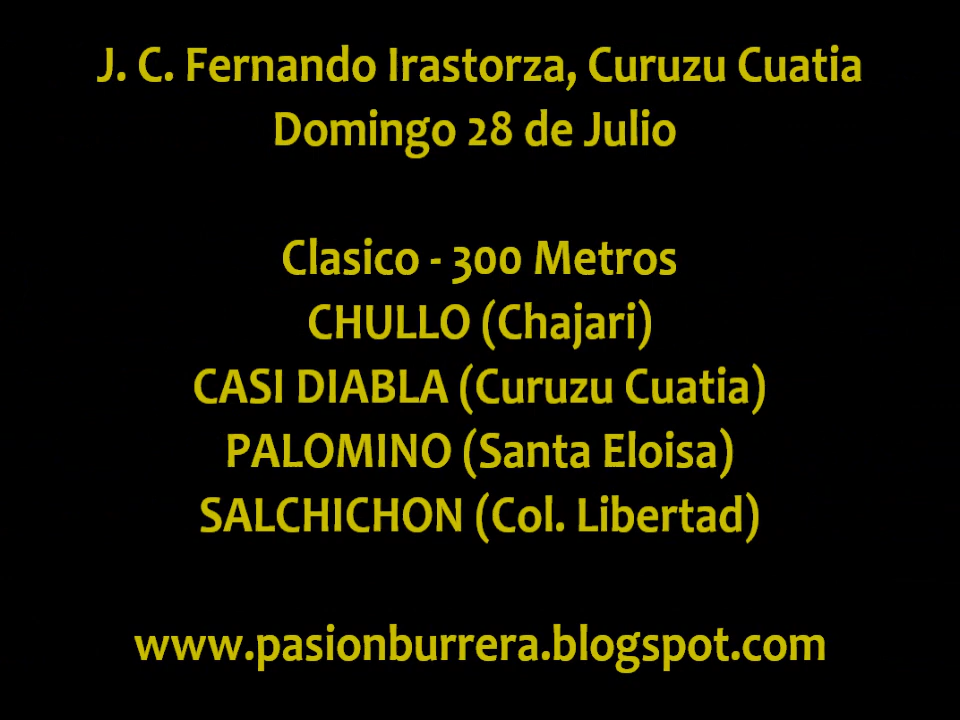 J. C. Fernando Irastorza, Curuzu Cuatia
Domingo 28 de Julio
Clasico - 300 Metros
CHULLO (Chajari)
CASI DIABLA (Curuzu Cuatia)
PALOMINO (Santa Eloisa)
SALCHICHON (Col. Libertad)
www.pasionburrera.blogspot.com